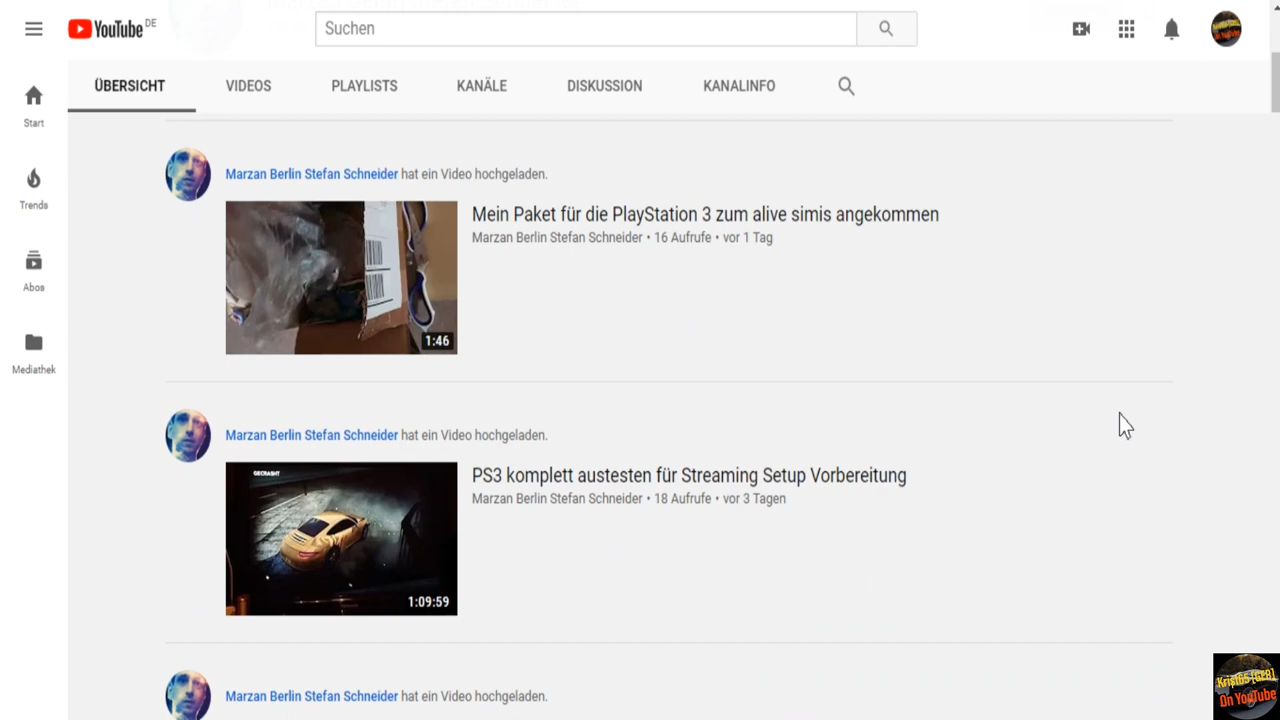 YouTube DE
Suchen
ÜBERSICHT
VIDEOS
PLAYLISTS
KANÄLE
DISKUSSION
KANALINFO
Start
Trends
Abos
Mediathek
Marzan Berlin Stefan Schneider hat ein Video hochgeladen.
Mein Paket für die PlayStation 3 zum alive simis angekommen
Marzan Berlin Stefan Schneider • 16 Aufrufe • vor 1 Tag
1:46
Marzan Berlin Stefan Schneider hat ein Video hochgeladen.
GECRASHT
PS3 komplett austesten für Streaming Setup Vorbereitung
Marzan Berlin Stefan Schneider • 18 Aufrufe • vor 3 Tagen
1:09:59
Marzan Berlin Stefan Schneider hat ein Video hochgeladen.
On YouTube